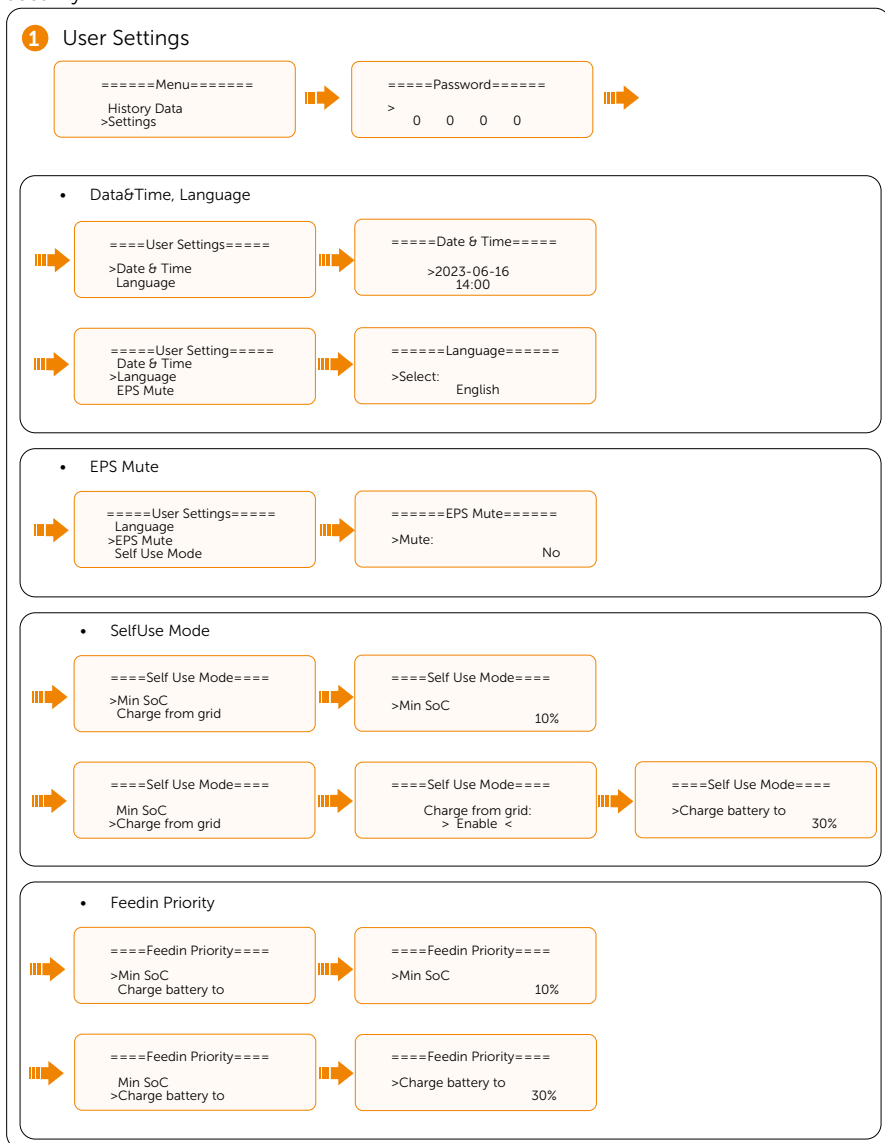 1 User Settings
======Menu=======
History Data
>Settings
=====Password======
>
0 0 0 0
• Data&Time, Language
====User Settings=====
>Date & Time
Language
=====Date & Time=====
>2023-06-16
14:00
=====User Setting=====
Date & Time
>Language
EPS Mute
======Language======
>Select:
English
• EPS Mute
=====User Settings=====
Language
>EPS Mute
Self Use Mode
======EPS Mute======
>Mute:
No
• SelfUse Mode
====Self Use Mode====
>Min SoC
Charge from grid
====Self Use Mode====
>Min SoC
10%
====Self Use Mode====
Min SoC
>Charge from grid
====Self Use Mode====
Charge from grid:
> Enable <
====Self Use Mode====
>Charge battery to
30%
• Feedin Priority
====Feedin Priority====
>Min SoC
Charge battery to
====Feedin Priority====
>Min SoC
10%
====Feedin Priority====
Min SoC
>Charge battery to
====Feedin Priority====
>Charge battery to
30%